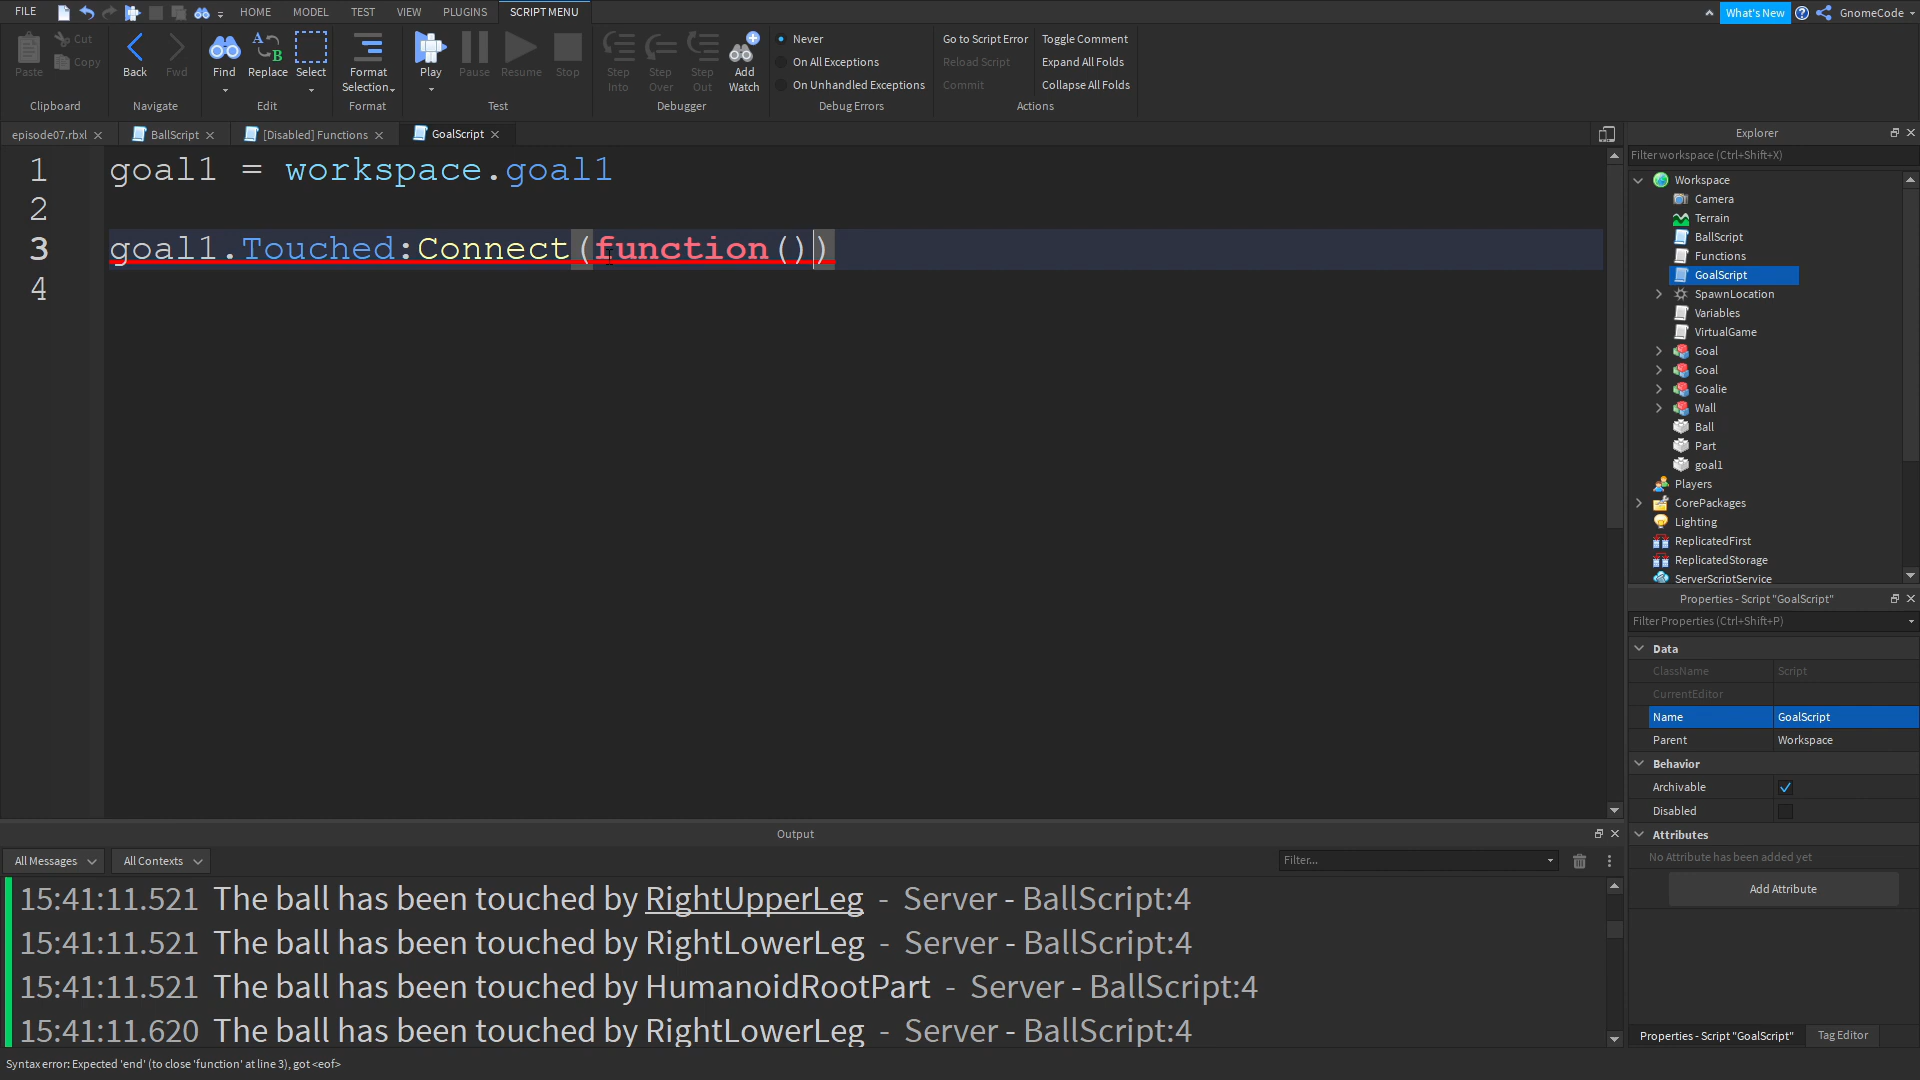 FILE HOME MODEL TEST VIEW PLUGINS SCRIPT MENU What's New GnomeCode
Paste Cut Copy Clipboard
Back Fwd Navigate
Find Replace Select Edit
Format Selection Format
Play Pause Resume Stop Test
Step Into Step Over Step Out Add Watch Debugger
Never
On All Exceptions
On Unhandled Exceptions
Debug Errors
Go to Script Error Toggle Comment
Reload Script Expand All Folds
Commit Collapse All Folds
Actions
episode07.rbxl BallScript [Disabled] Functions GoalScript
1 goal1 = workspace.goal1
2
3 goal1.Touched:Connect(function())
4
Explorer
Filter workspace (Ctrl+Shift+X)
Workspace
Camera
Terrain
BallScript
Functions
GoalScript
SpawnLocation
Variables
VirtualGame
Goal
Goal
Goalie
Wall
Ball
Part
goal1
Players
CorePackages
Lighting
ReplicatedFirst
ReplicatedStorage
ServerScriptService
Properties - Script "GoalScript"
Filter Properties (Ctrl+Shift+P)
Data
ClassName Script
CurrentEditor
Name GoalScript
Parent Workspace
Behavior
Archivable
Disabled
Attributes
No Attribute has been added yet
Add Attribute
Properties - Script "GoalScript" Tag Editor
Output
All Messages All Contexts Filter...
15:41:11.521 The ball has been touched by RightUpperLeg - Server - BallScript:4
15:41:11.521 The ball has been touched by RightLowerLeg - Server - BallScript:4
15:41:11.521 The ball has been touched by HumanoidRootPart - Server - BallScript:4
15:41:11.620 The ball has been touched by RightLowerLeg - Server - BallScript:4
Syntax error: Expected 'end' (to close 'function' at line 3), got <eof>